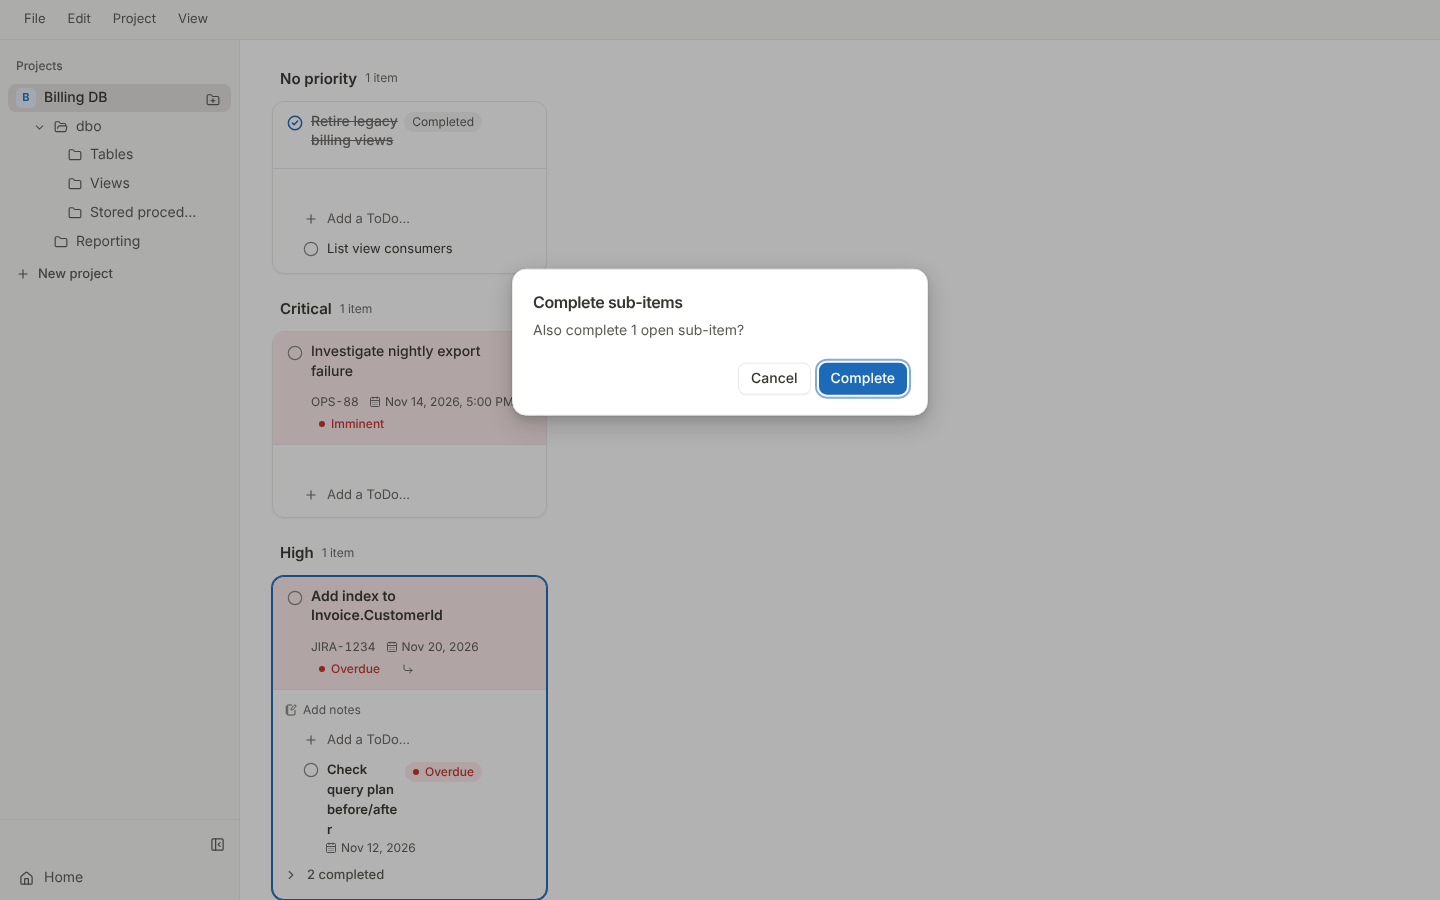 File Edit Project View
Projects
B Billing DB
dbo
Tables
Views
Stored proced...
Reporting
New project
Home
No priority 1 item
Retire legacy Completed
billing views
Add a ToDo...
List view consumers
Critical 1 item
Investigate nightly export
failure
OPS-88 Nov 14, 2026, 5:00 PM
Imminent
Add a ToDo...
High 1 item
Add index to
Invoice.CustomerId
JIRA-1234 Nov 20, 2026
Overdue
Add notes
Add a ToDo...
Check Overdue
query plan
before/afte
r
Nov 12, 2026
2 completed
Complete sub-items
Also complete 1 open sub-item?
Cancel Complete